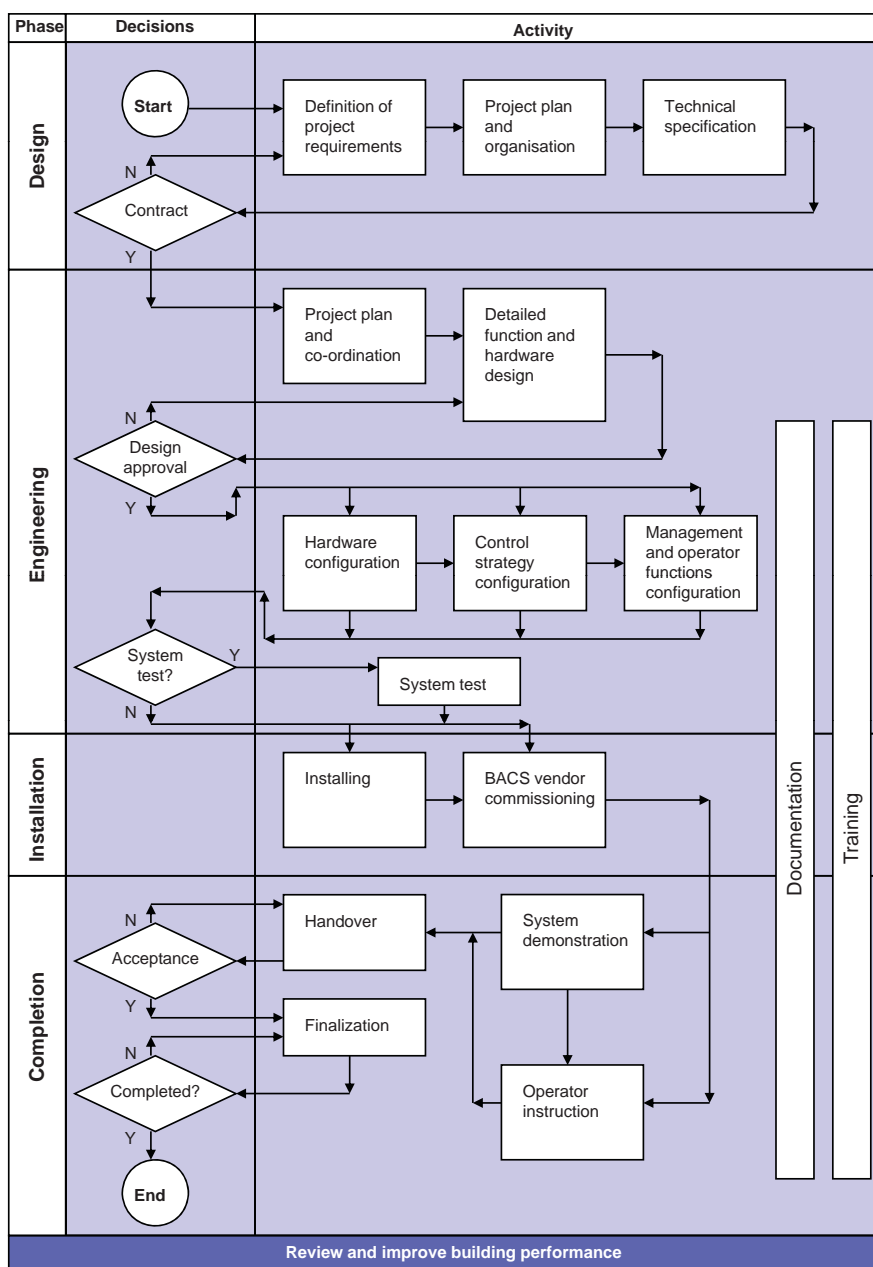 Phase
Decisions
Activity
Design
Start
Definition of
project
requirements
Project plan
and
organisation
Technical
specification
N
Contract
Y
Engineering
Project plan
and
co-ordination
Detailed
function and
hardware
design
N
Design
approval
Y
Hardware
configuration
Control
strategy
configuration
Management
and operator
functions
configuration
System
test?
Y
System test
N
Installation
Installing
BACS vendor
commissioning
Documentation
Training
Completion
N
Handover
System
demonstration
Acceptance
Y
Finalization
N
Completed?
Operator
instruction
Y
End
Review and improve building performance